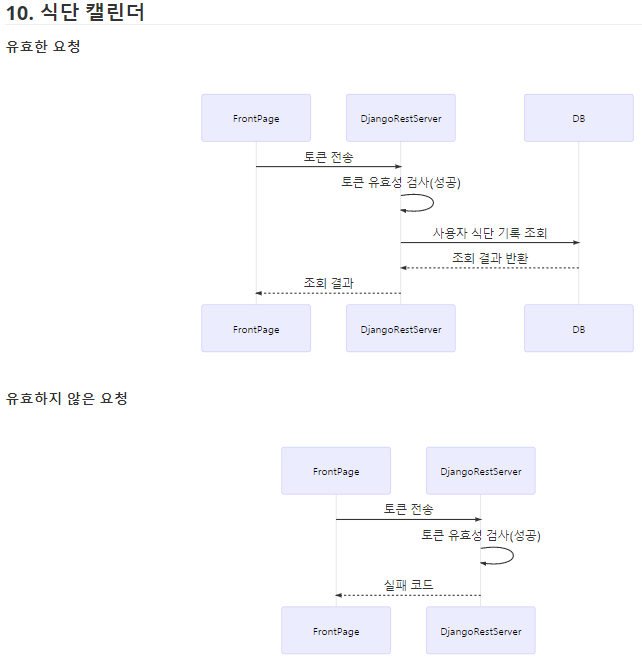 10. 식단 캘린더
유효한 요청
FrontPage DjangoRestServer DB
토큰 전송
토큰 유효성 검사(성공)
사용자 식단 기록 조회
조회 결과 반환
조회 결과
FrontPage DjangoRestServer DB
유효하지 않은 요청
FrontPage DjangoRestServer
토큰 전송
토큰 유효성 검사(성공)
실패 코드
FrontPage DjangoRestServer